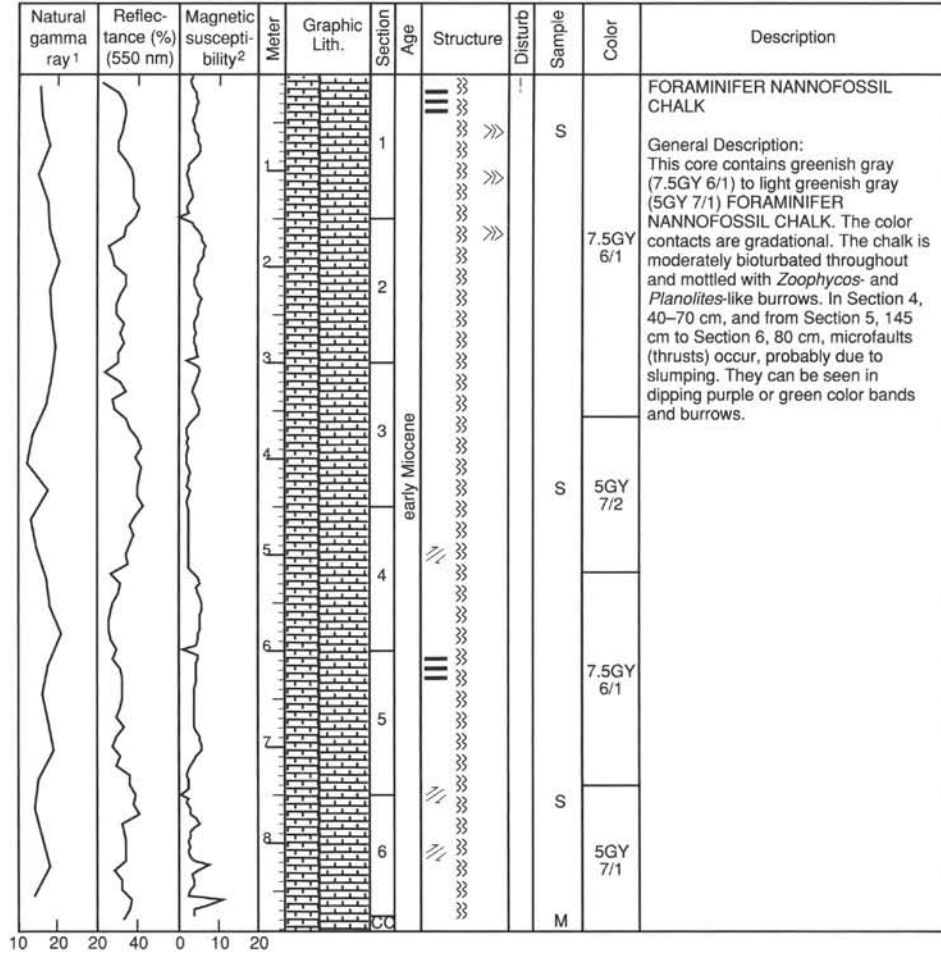 Natural
gamma
ray1
Reflec-
tance (%)
(550 nm)
Magnetic
suscepti-
bility2
Meter
Graphic
Lith.
Section
Age
Structure
Disturb
Sample
Color
Description
1
2
3
4
5
6
7
8
1
2
3
4
5
6
CC
early Miocene
!
S
S
S
M
7.5GY
6/1
5GY
7/2
7.5GY
6/1
5GY
7/1
FORAMINIFER NANNOFOSSIL
CHALK
General Description:
This core contains greenish gray
(7.5GY 6/1) to light greenish gray
(5GY 7/1) FORAMINIFER
NANNOFOSSIL CHALK. The color
contacts are gradational. The chalk is
moderately bioturbated throughout
and mottled with Zoophycos- and
Planolites-like burrows. In Section 4,
40–70 cm, and from Section 5, 145
cm to Section 6, 80 cm, microfaults
(thrusts) occur, probably due to
slumping. They can be seen in
dipping purple or green color bands
and burrows.
10 20 20 40 0 20